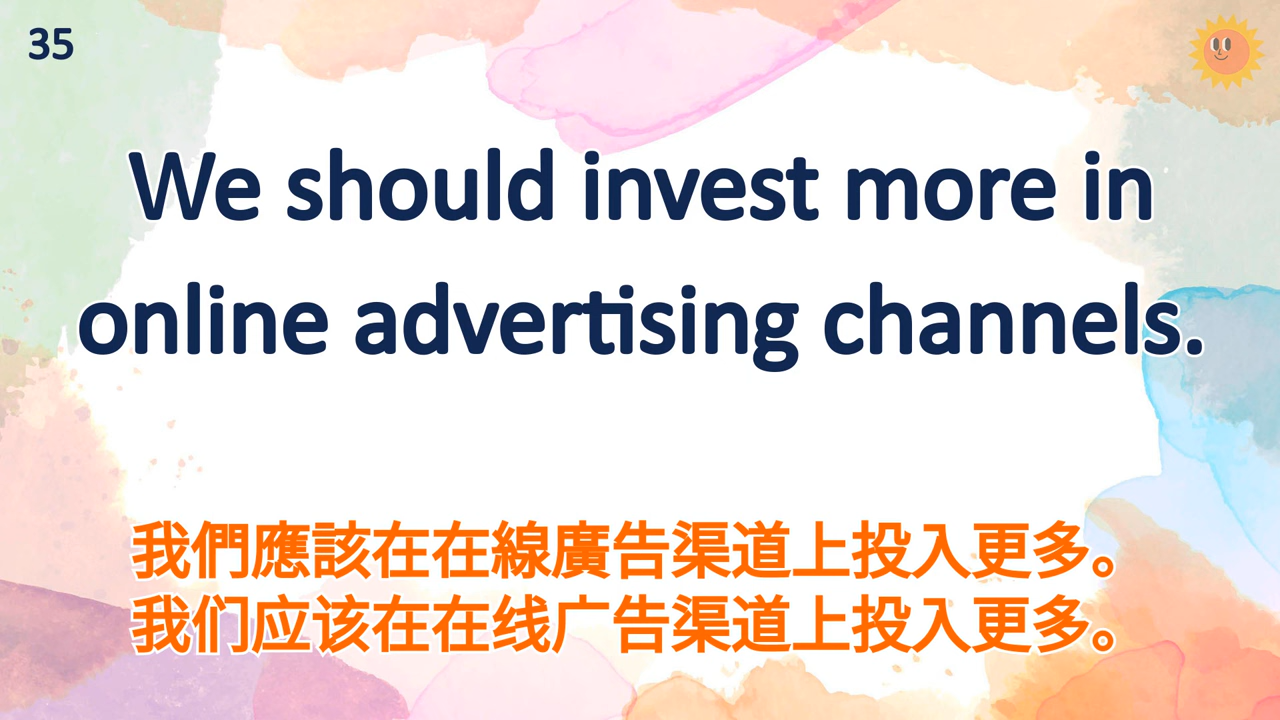 35
We should invest more in
online advertising channels.
我們應該在在線廣告渠道上投入更多。
我们应该在在线广告渠道上投入更多。